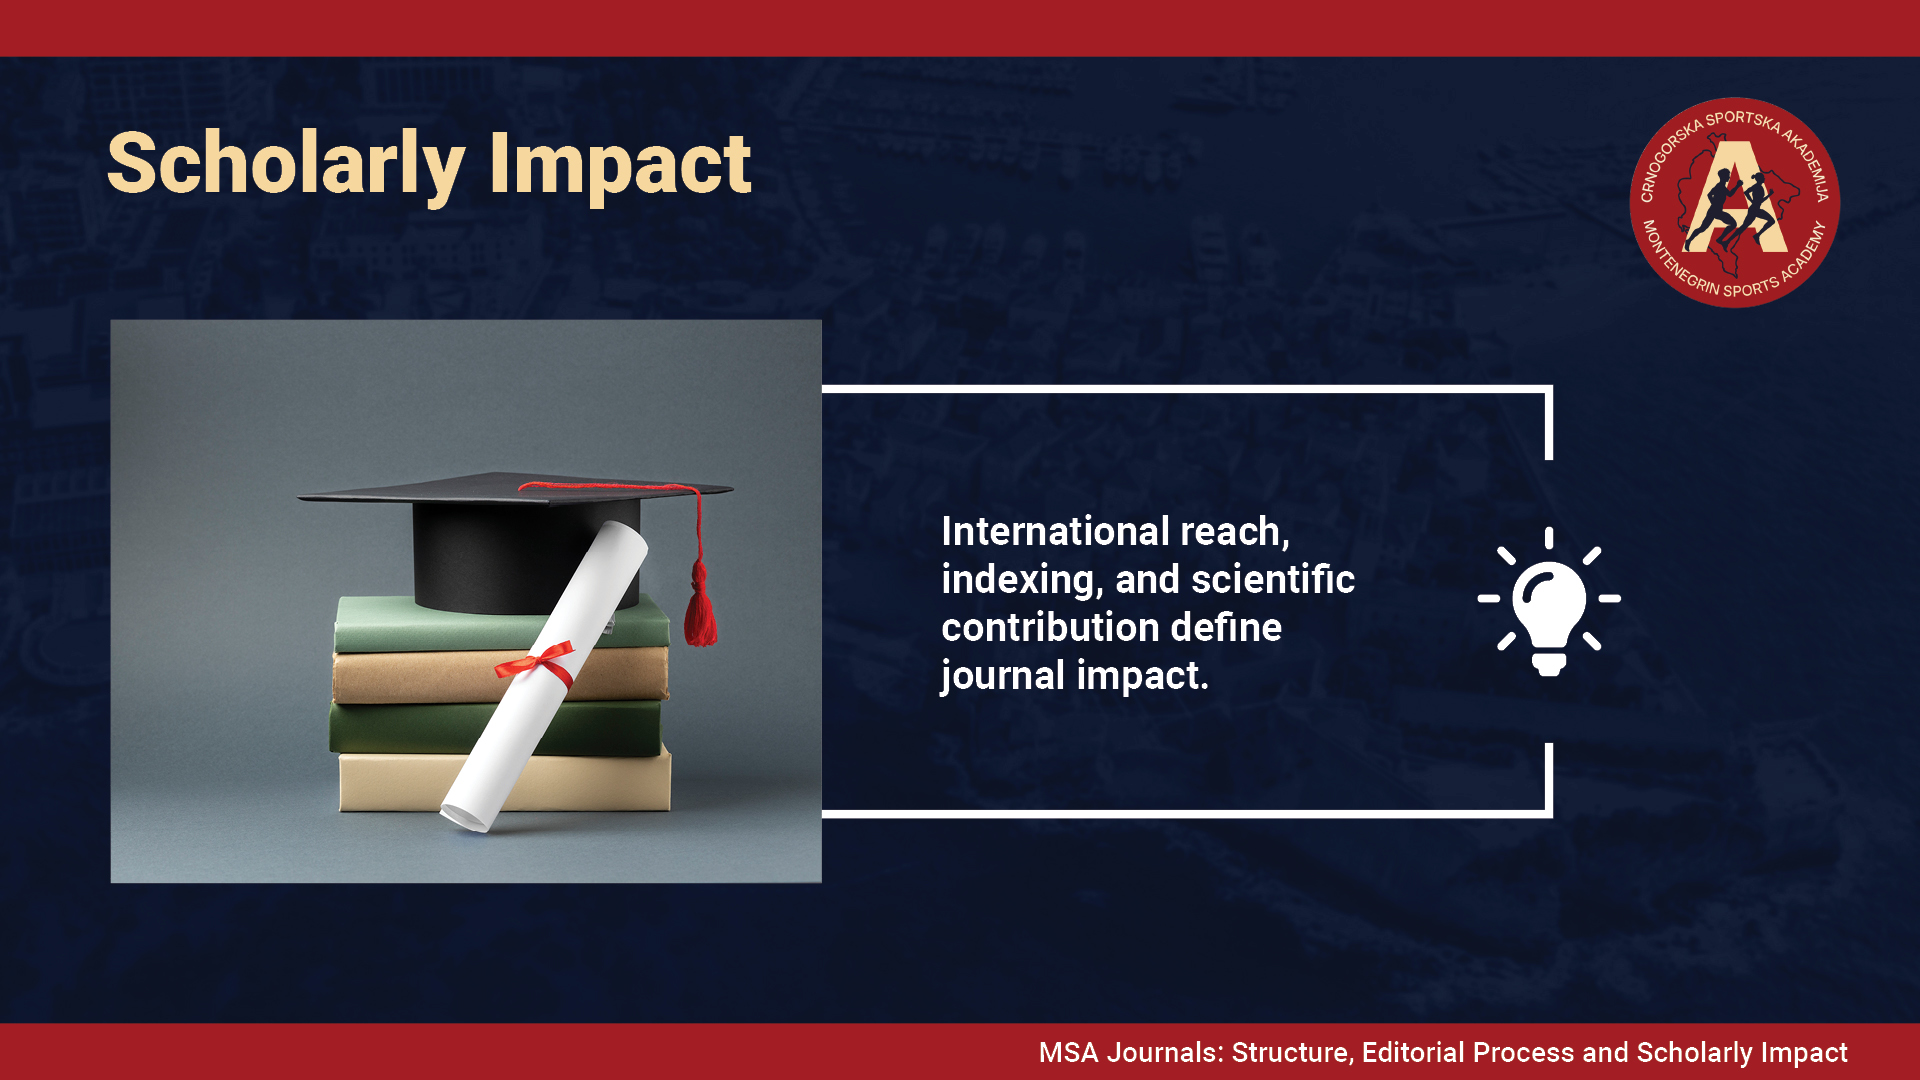 Scholarly Impact
CRNOGORSKA SPORTSKA AKADEMIJA
MONTENEGRIN SPORTS ACADEMY
International reach,
indexing, and scientific
contribution define
journal impact.
MSA Journals: Structure, Editorial Process and Scholarly Impact